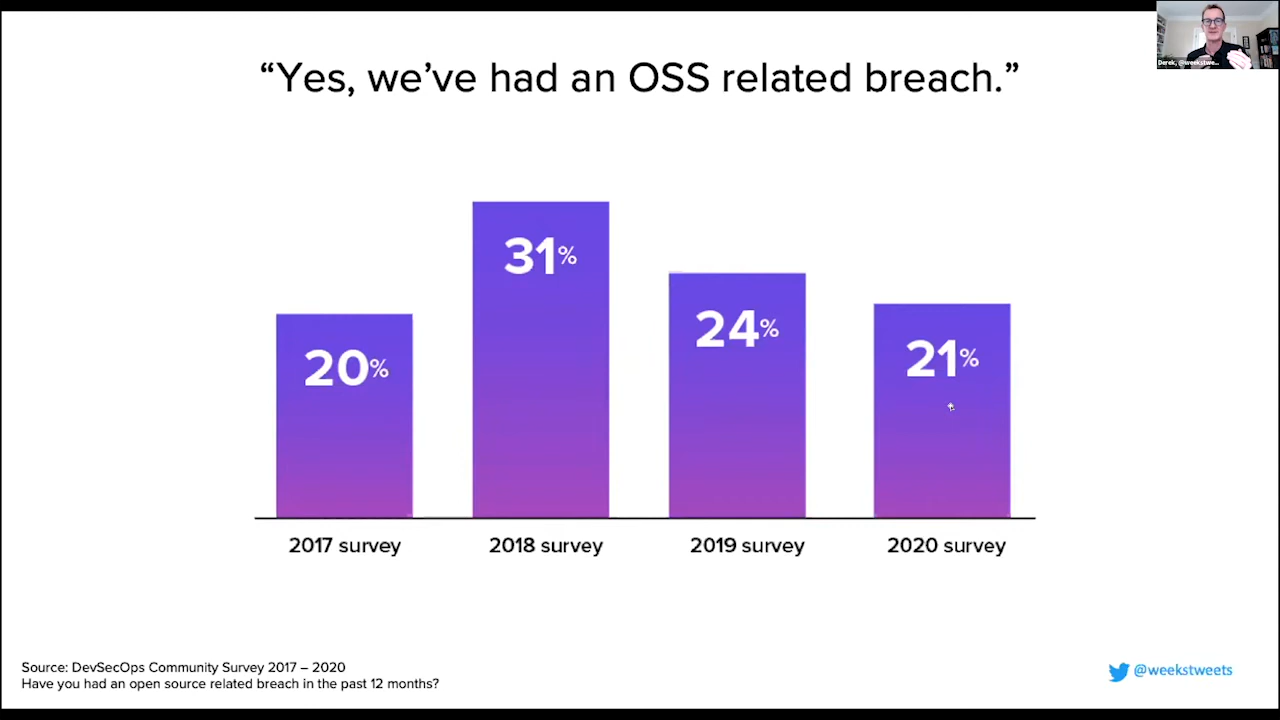 Derek, @weekstwe...
“Yes, we’ve had an OSS related breach.”
31%
24%
21%
20%
2017 survey 2018 survey 2019 survey 2020 survey
Source: DevSecOps Community Survey 2017 – 2020
Have you had an open source related breach in the past 12 months?
@weekstweets